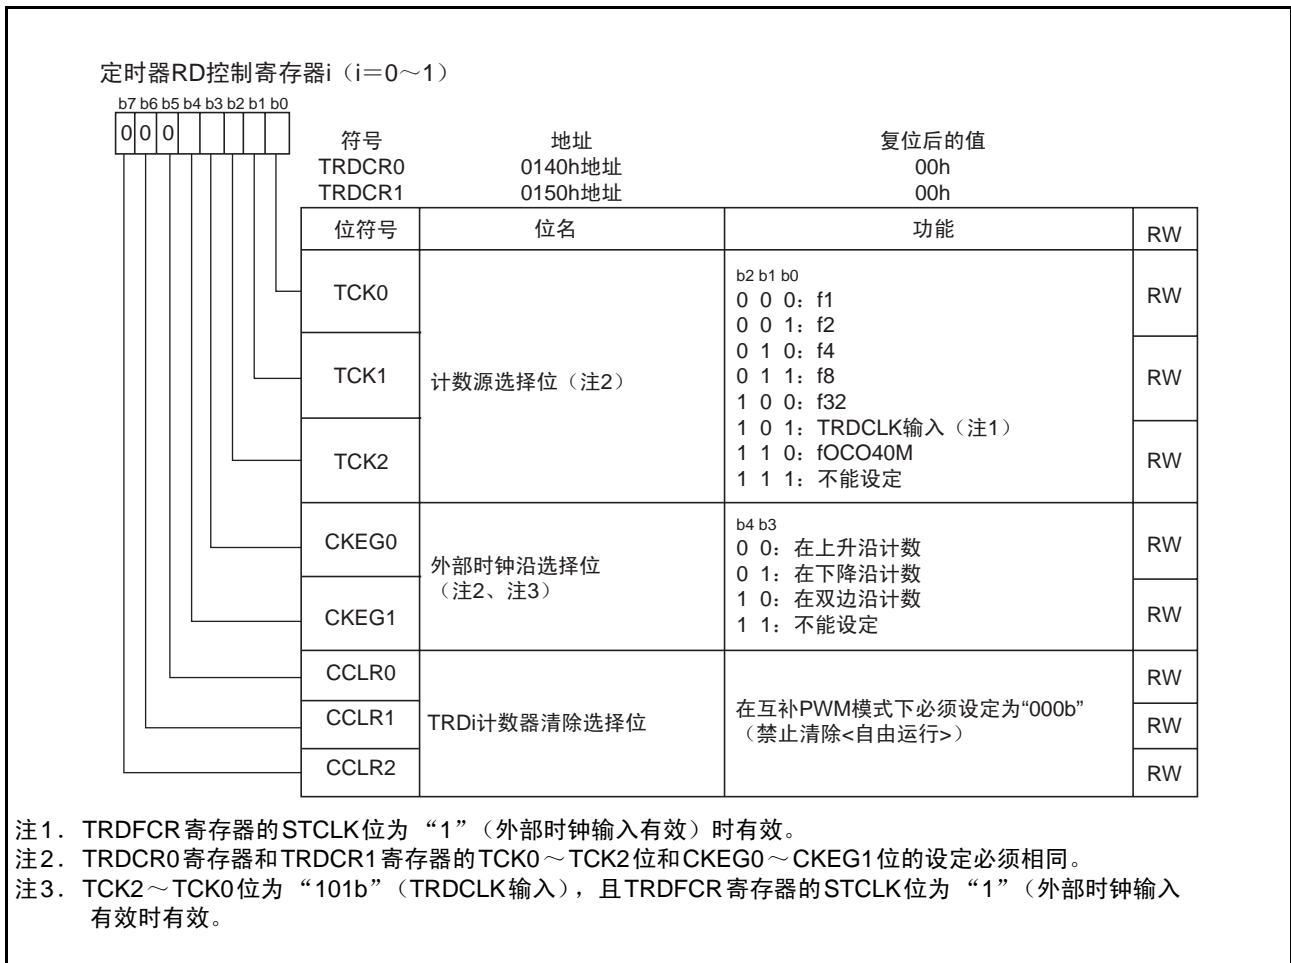 定时器RD控制寄存器i（i＝0～1）
b7 b6 b5 b4 b3 b2 b1 b0
0 0 0
符号 地址 复位后的值
TRDCR0 0140h地址 00h
TRDCR1 0150h地址 00h
位符号 位名 功能 RW
TCK0 RW
TCK1 计数源选择位（注2） RW
TCK2 RW
b2 b1 b0
0 0 0：f1
0 0 1：f2
0 1 0：f4
0 1 1：f8
1 0 0：f32
1 0 1：TRDCLK输入（注1）
1 1 0：fOCO40M
1 1 1：不能设定
CKEG0 RW
CKEG1 RW
外部时钟沿选择位
（注2、注3）
b4 b3
0 0：在上升沿计数
0 1：在下降沿计数
1 0：在双边沿计数
1 1：不能设定
CCLR0 RW
CCLR1 TRDi计数器清除选择位 RW
CCLR2 RW
在互补PWM模式下必须设定为“000b”
（禁止清除<自由运行>）
注1． TRDFCR寄存器的STCLK位为 “1”（外部时钟输入有效）时有效。
注2． TRDCR0寄存器和TRDCR1寄存器的TCK0～TCK2位和CKEG0～CKEG1位的设定必须相同。
注3． TCK2～TCK0位为 “101b”（TRDCLK输入），且TRDFCR寄存器的STCLK位为 “1”（外部时钟输入
有效时有效。